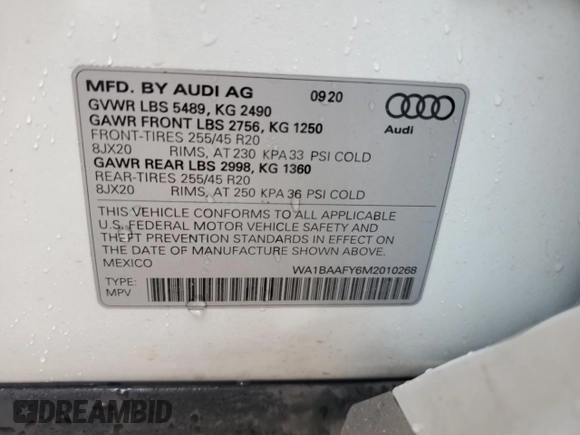 MFD. BY AUDI AG 09 20
GVWR LBS 5489, KG 2490
GAWR FRONT LBS 2756, KG 1250
FRONT-TIRES 255/45 R20
8JX20 RIMS, AT 230 KPA 33 PSI COLD
GAWR REAR LBS 2998, KG 1360
REAR-TIRES 255/45 R20
8JX20 RIMS, AT 250 KPA 36 PSI COLD
Audi
THIS VEHICLE CONFORMS TO ALL APPLICABLE
U.S. FEDERAL MOTOR VEHICLE SAFETY AND
THEFT PREVENTION STANDARDS IN EFFECT ON
THE DATE OF MANUFACTURE SHOWN ABOVE.
MEXICO
WA1BAAFY6M2010268
TYPE:
MPV
DREAMBID